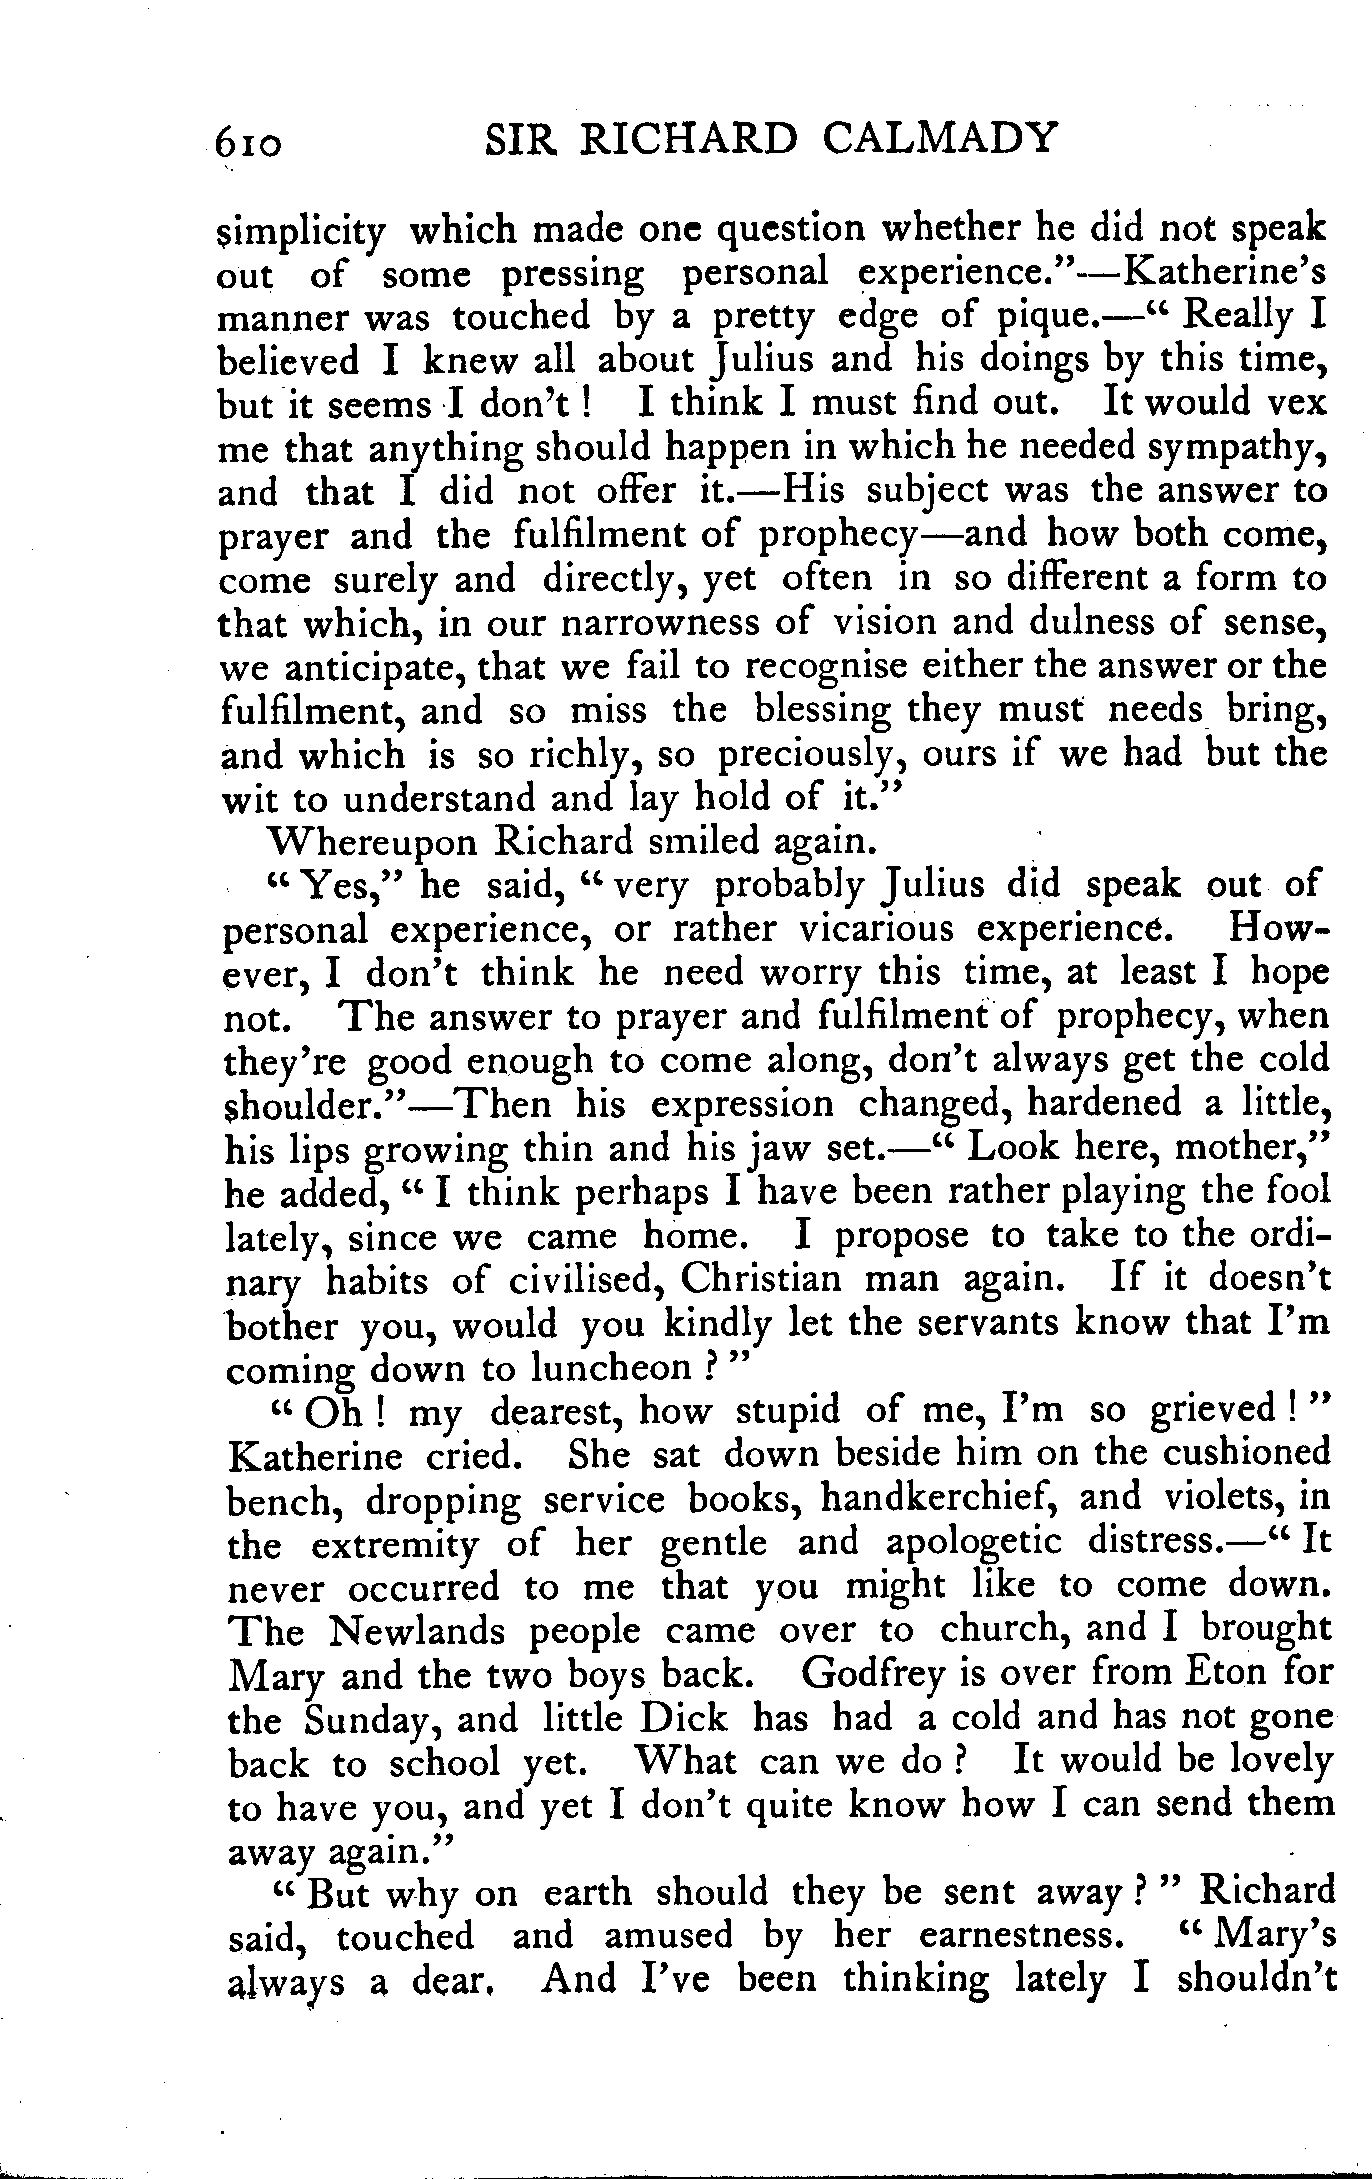 610 SIR RICHARD CALMADY
simplicity which made one question whether he did not speak
out of some pressing personal experience."—Katherine's
manner was touched by a pretty edge of pique.—"Really I
believed I knew all about Julius and his doings by this time,
but it seems I don't! I think I must find out. It would vex
me that anything should happen in which he needed sympathy,
and that I did not offer it.—His subject was the answer to
prayer and the fulfilment of prophecy—and how both come,
come surely and directly, yet often in so different a form to
that which, in our narrowness of vision and dulness of sense,
we anticipate, that we fail to recognise either the answer or the
fulfilment, and so miss the blessing they must needs bring,
and which is so richly, so preciously, ours if we had but the
wit to understand and lay hold of it."
Whereupon Richard smiled again.
"Yes," he said, "very probably Julius did speak out of
personal experience, or rather vicarious experience. How-
ever, I don't think he need worry this time, at least I hope
not. The answer to prayer and fulfilment of prophecy, when
they're good enough to come along, don't always get the cold
shoulder."—Then his expression changed, hardened a little,
his lips growing thin and his jaw set.—"Look here, mother,"
he added, "I think perhaps I have been rather playing the fool
lately, since we came home. I propose to take to the ordi-
nary habits of civilised, Christian man again. If it doesn't
bother you, would you kindly let the servants know that I'm
coming down to luncheon?"
"Oh! my dearest, how stupid of me, I'm so grieved!"
Katherine cried. She sat down beside him on the cushioned
bench, dropping service books, handkerchief, and violets, in
the extremity of her gentle and apologetic distress.—"It
never occurred to me that you might like to come down.
The Newlands people came over to church, and I brought
Mary and the two boys back. Godfrey is over from Eton for
the Sunday, and little Dick has had a cold and has not gone
back to school yet. What can we do? It would be lovely
to have you, and yet I don't quite know how I can send them
away again."
"But why on earth should they be sent away?" Richard
said, touched and amused by her earnestness. "Mary's
always a dear. And I've been thinking lately I shouldn't